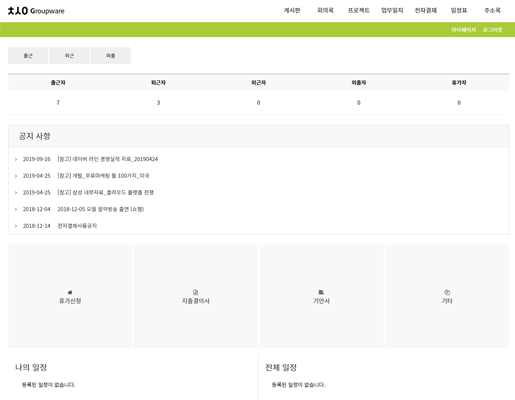 ㅊㅅㅇ Groupware
게시판 회의록 프로젝트 업무일지 전자결재 일정표 주소록
마이페이지 로그아웃
출근 외근 외출
출근자 퇴근자 외근자 외출자 휴가자
7 3 0 0 0
공지 사항
2019-09-16 [참고] 네이버 라인 경영실적 자료_20190424
2019-04-25 [참고] 개발_무료마케팅 툴 100가지_미국
2019-04-25 [참고] 삼성 내부자료_클라우드 플랫폼 전쟁
2018-12-04 2018-12-05 오월 음악방송 출연 (쇼챔)
2018-11-14 전자결제사용공지
휴가신청 지출결의서 기안서 기타
나의 일정 전체 일정
등록된 일정이 없습니다. 등록된 일정이 없습니다.